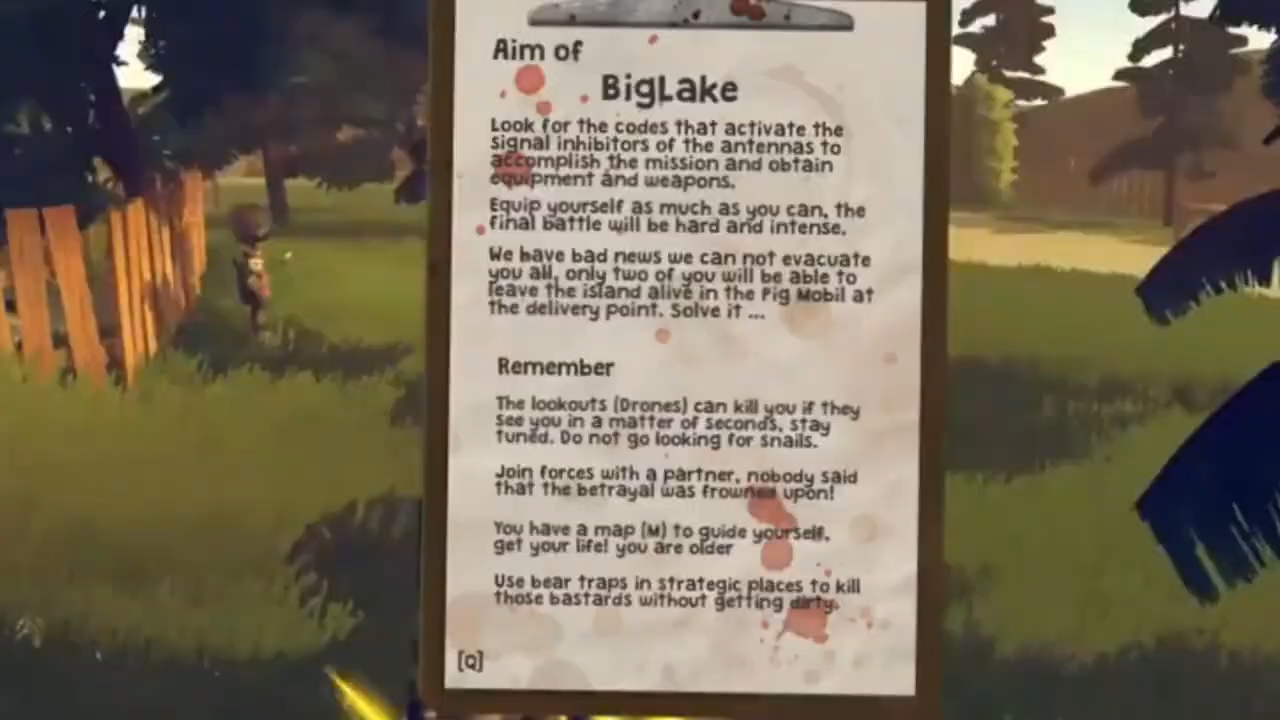 Aim of
BigLake
Look for the codes that activate the
signal inhibitors of the antennas to
accomplish the mission and obtain
equipment and weapons.
Equip yourself as much as you can, the
final battle will be hard and intense.
We have bad news we can not evacuate
you all, only two of you will be able to
leave the island alive in the Pig Mobil at
the delivery point. Solve it ...
Remember
The lookouts (Drones) can kill you if they
see you in a matter of seconds, stay
tuned. Do not go looking for snails.
Join forces with a partner, nobody said
that the betrayal was frowned upon!
You have a map (M) to guide yourself,
get your life! you are older
Use bear traps in strategic places to kill
those bastards without getting dirty.
[Q]